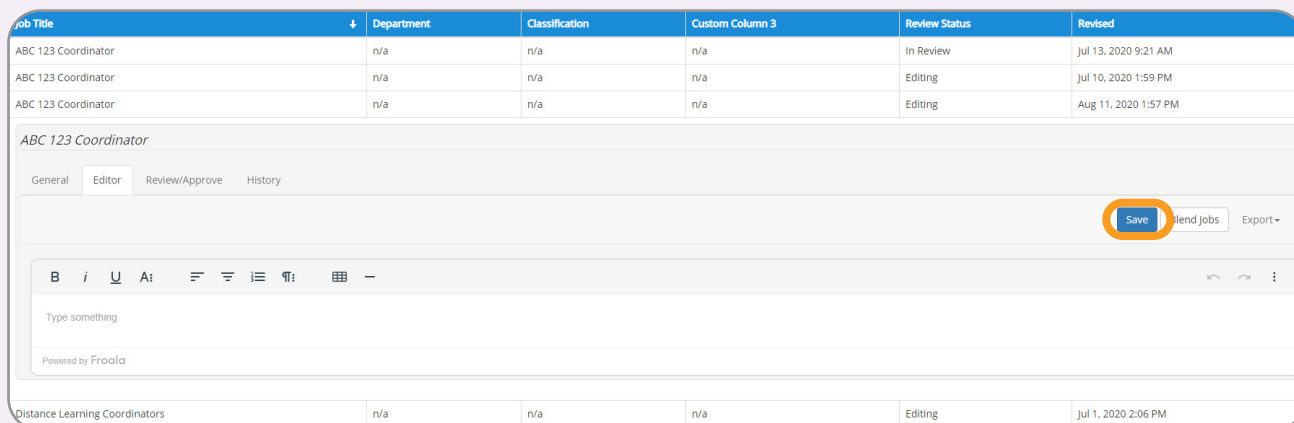 Job Title Department Classification Custom Column 3 Review Status Revised
ABC 123 Coordinator n/a n/a n/a In Review Jul 13, 2020 9:21 AM
ABC 123 Coordinator n/a n/a n/a Editing Jul 10, 2020 1:59 PM
ABC 123 Coordinator n/a n/a n/a Editing Aug 11, 2020 1:57 PM
ABC 123 Coordinator
General Editor Review/Approve History
Save Blend Jobs Export
B i U A
Type something
Powered by Froala
Distance Learning Coordinators n/a n/a n/a Editing Jul 1, 2020 2:06 PM